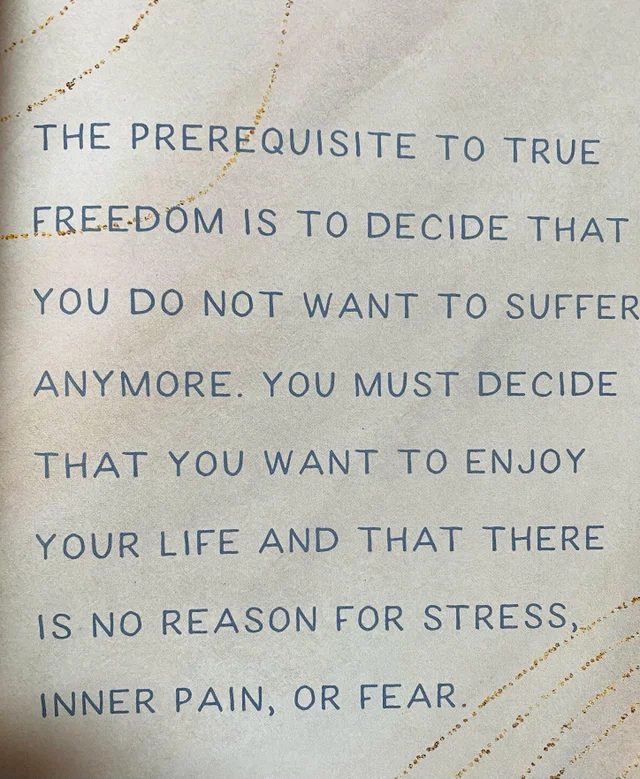 THE PREREQUISITE TO TRUE
FREEDOM IS TO DECIDE THAT
YOU DO NOT WANT TO SUFFER
ANYMORE. YOU MUST DECIDE
THAT YOU WANT TO ENJOY
YOUR LIFE AND THAT THERE
IS NO REASON FOR STRESS,
INNER PAIN, OR FEAR.